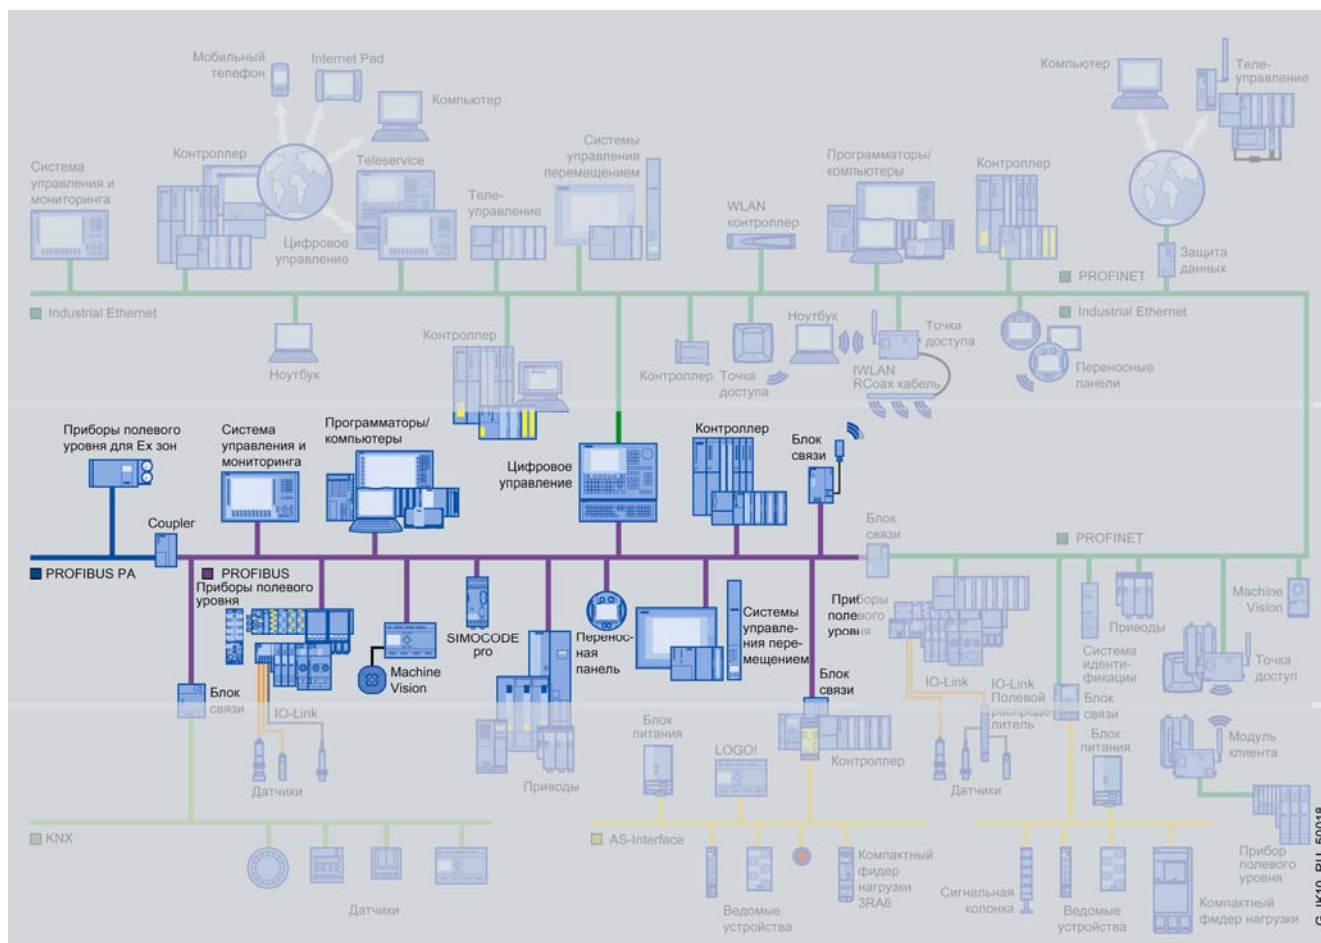 Мобильный
телефон
Internet Pad
Компьютер
Компьютер
Теле-
управление
Система
управления и
мониторинга
Контроллер
Teleservice
Системы
управления
перемещением
Программаторы/
компьютеры
Контроллер
Цифровое
управление
Теле-
управление
WLAN
контроллер
Защита
данных
PROFINET
Industrial Ethernet
Industrial Ethernet
Ноутбук
Контроллер
Контроллер
Точка
доступа
Ноутбук
Точка
доступа
IWLAN
RCoax кабель
Переносные
панели
Приборы полевого
уровня для Ex зон
Система
управления и
мониторинга
Программаторы/
компьютеры
Цифровое
управление
Контроллер
Блок
связи
Coupler
Блок
связи
PROFIBUS PA
PROFIBUS
PROFINET
Приборы полевого
уровня
SIMOCODE
pro
Перенос-
ная
панель
Системы
управле-
ния пере-
мещением
Приборы
полевого
уровня
Machine
Vision
Приводы
Machine
Vision
Блок
связи
IO-Link
Блок
связи
IO-Link
IO-Link
Полевой
распреде-
литель
Система
иденти-
фикации
Блок
связи
Точка
доступ
Датчики
Приводы
Блок
питания
LOGO!
Контроллер
Датчики
Блок
питания
Модуль
клиента
KNX
AS-Interface
Датчики
Ведомые
устройства
Компактный
фидер
нагрузки
3RA6
Сигнальная
колонка
Ведомые
устройства
Компактный
фмдер нагрузки
Прибор
полевого
уровня
G_IK10_RU_50018